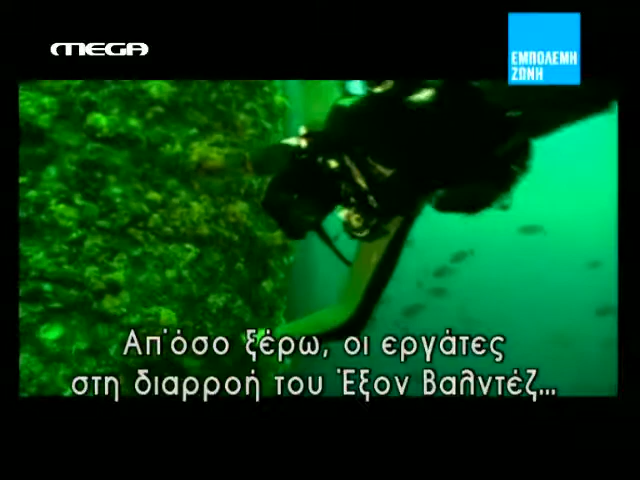 MEGA
ΕΜΠΟΛΕΜΗ
ΖΩΝΗ
Απ'όσο ξέρω, οι εργάτες
στη διαρροή του Έξον Βαλντέζ...